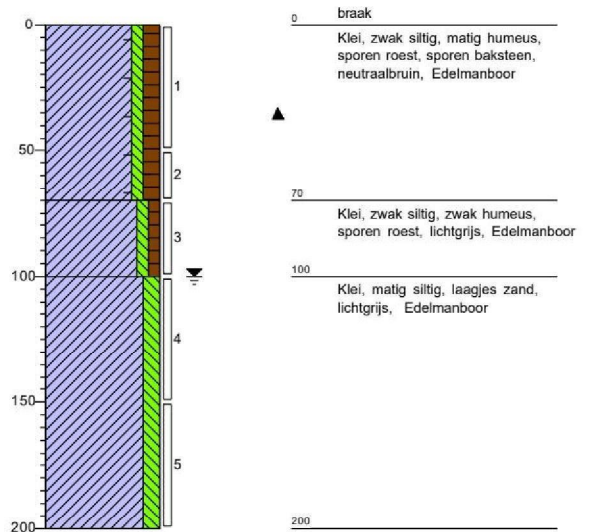 0
50
100
150
200
1
2
3
4
5
braak
0
Klei, zwak siltig, matig humeus,
sporen roest, sporen baksteen,
neutraalbruin, Edelmanboor
70
Klei, zwak siltig, zwak humeus,
sporen roest, lichtgrijs, Edelmanboor
100
Klei, matig siltig, laagjes zand,
lichtgrijs, Edelmanboor
200